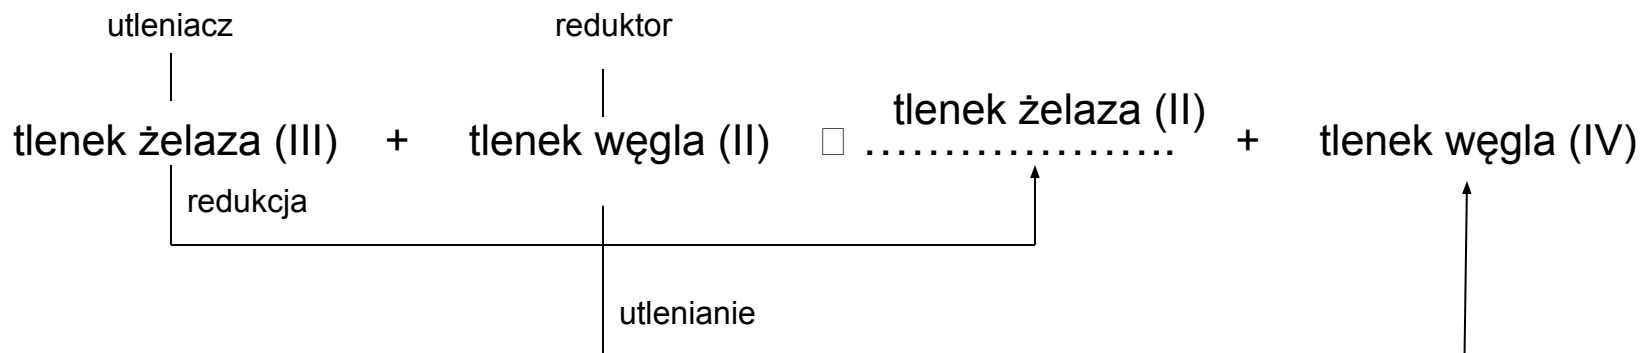 utleniacz reduktor
tlenek żelaza (II)
tlenek żelaza (III) + tlenek węgla (II) □ ………………….. + tlenek węgla (IV)
redukcja
utlenianie